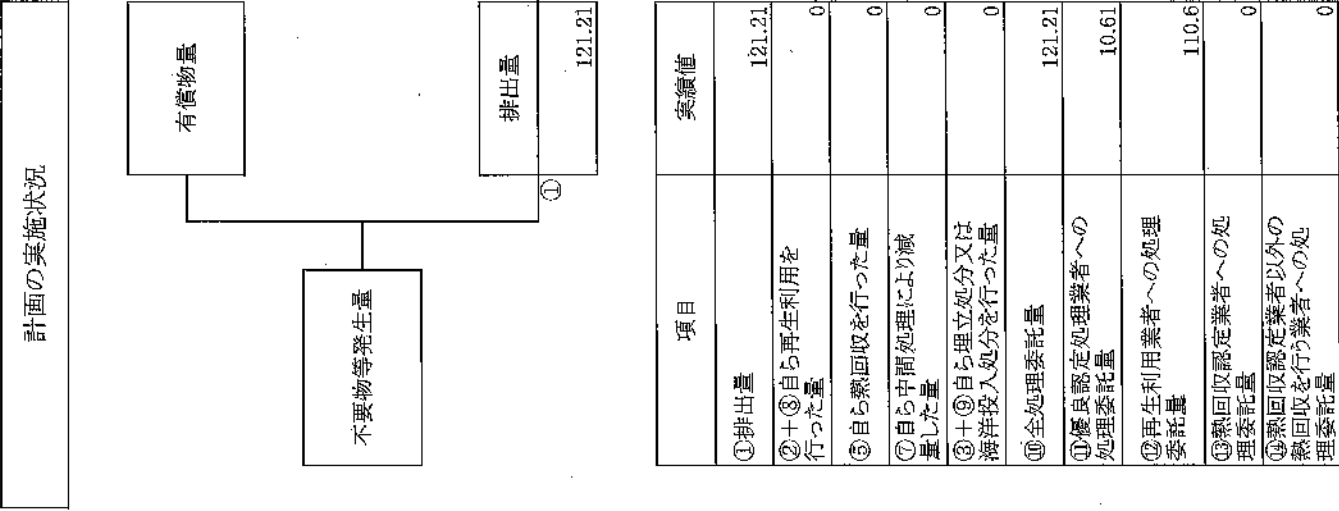 計画の実施状況
有償物量
不要物等発生量
排出量
①
121.21
項目
実績値
①排出量
121.21
②＋⑧自ら再生利用を
行った量
0
⑤自ら熱回収を行った量
0
⑦自ら中間処理により減
量した量
0
③＋⑨自ら埋立処分又は
海洋投入処分を行った量
0
⑩全処理委託量
121.21
⑪優良認定処理業者への
処理委託量
10.61
⑫再生利用業者への処理
委託量
110.6
⑬熱回収認定業者への処
理委託量
0
⑭熱回収認定業者以外の
熱回収を行う業者への処
理委託量
0